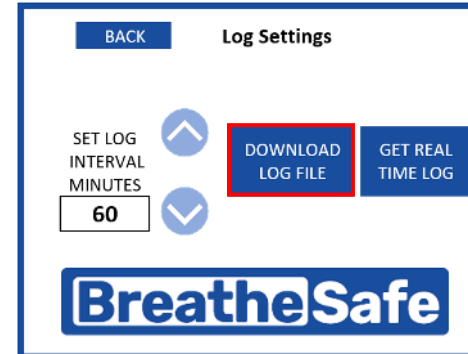 BACK
Log Settings
SET LOG
INTERVAL
MINUTES
60
DOWNLOAD
LOG FILE
GET REAL
TIME LOG
BreatheSafe